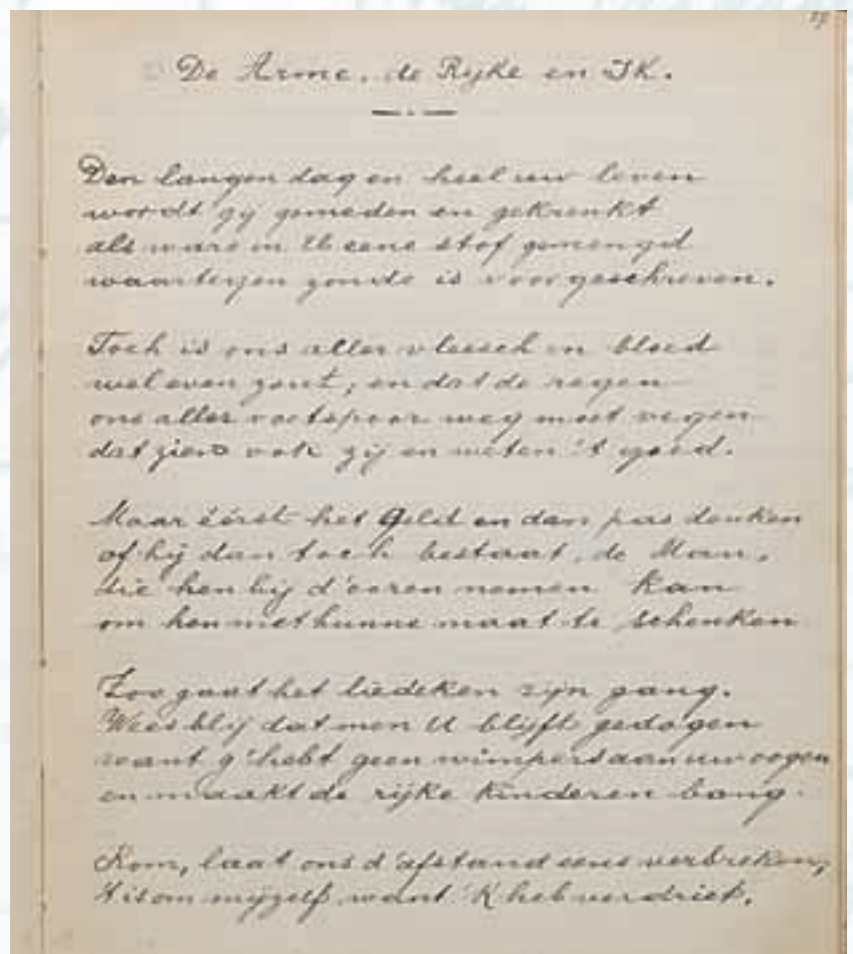 27
De Arme, de Rijke en Ik.
Den langen dag en heel uw leven
wordt gij gemeden en gekrenkt
als ware in U eene stof gemengd
waartegen zonde is voorgeschreven.
Toch is ons aller vleesch en bloed
wel even zout, en dat de regen
ons aller voetspoor weg moet vegen
dat zien ook zij en weten 't goed.
Maar éérst het geld en dan pas denken
of hij dan toch bestaat, de Man,
die hen bij d'ooren nemen kan
om hen met hunne maat te schenken
Zoo gaat het liedeken zijn gang.
Wees blij dat men U blijft gedogen
want g'hebt geen wimpers aan uw oogen
en maakt de rijke kinderen bang.
Kom, laat ons d'afstand eens verbreken,
't is om mijzelf, want 'K heb verdriet.